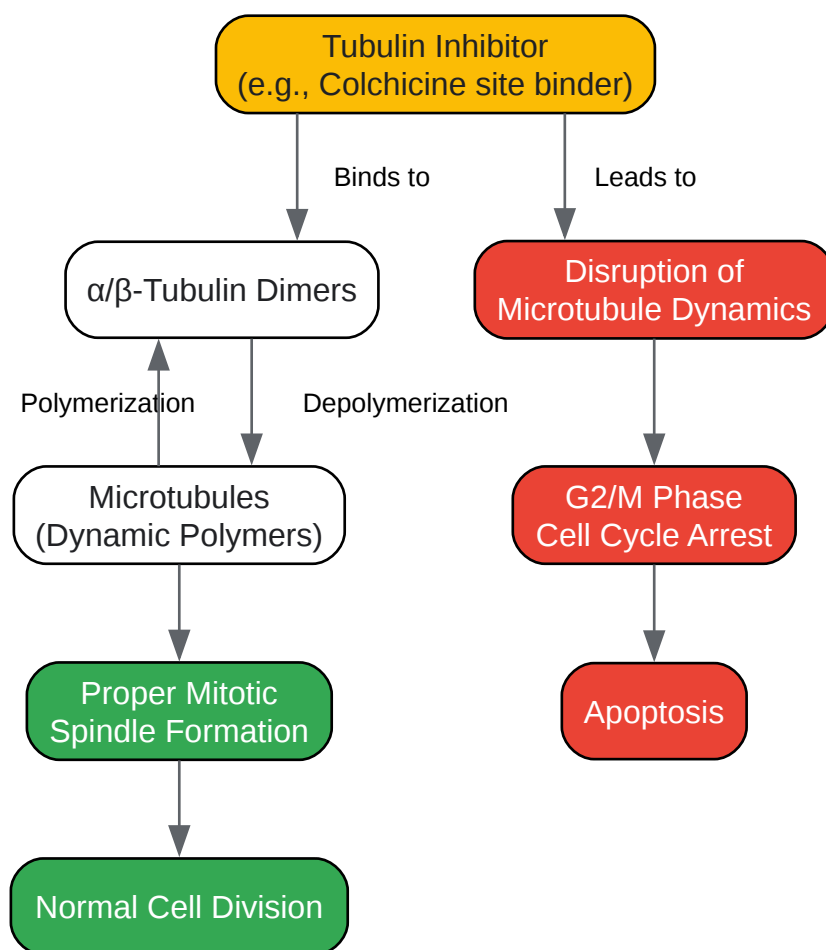 Tubulin Inhibitor
(e.g., Colchicine site binder)
Binds to
Leads to
α/β-Tubulin Dimers
Disruption of
Microtubule Dynamics
Polymerization
Depolymerization
Microtubules
(Dynamic Polymers)
G2/M Phase
Cell Cycle Arrest
Proper Mitotic
Spindle Formation
Apoptosis
Normal Cell Division